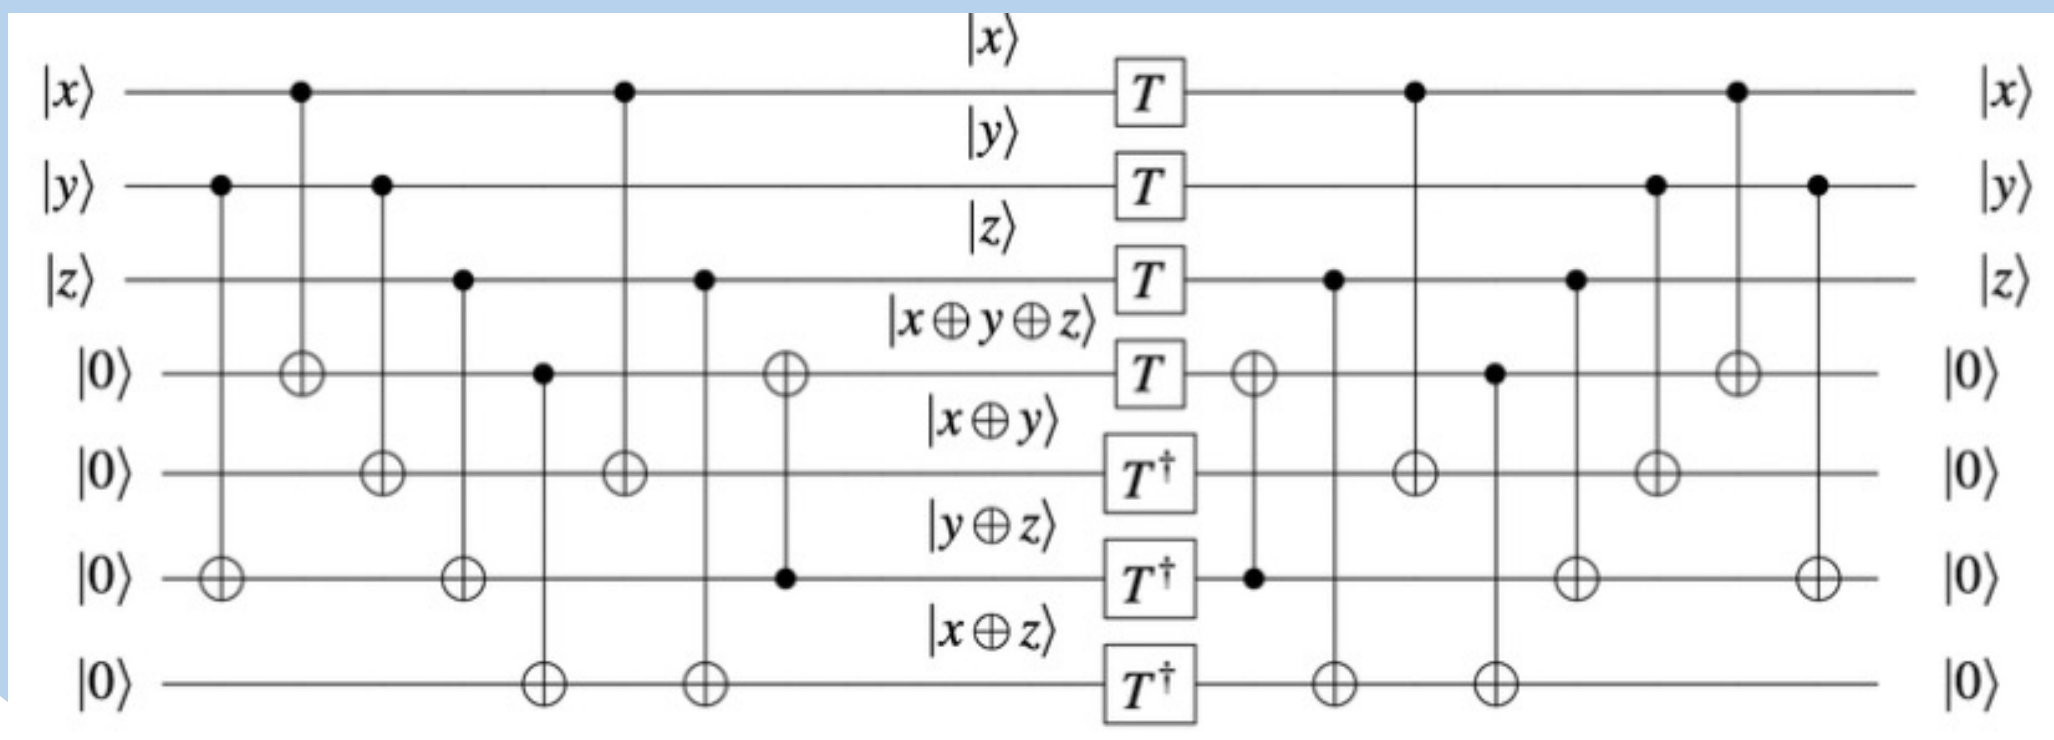 |x⟩
|x⟩ T |x⟩
|y⟩
|y⟩ T |y⟩
|z⟩
|z⟩ T |z⟩
|x ⊕ y ⊕ z⟩
|0⟩ T |0⟩
|x ⊕ y⟩
|0⟩ T† |0⟩
|y ⊕ z⟩
|0⟩ T† |0⟩
|x ⊕ z⟩
|0⟩ T† |0⟩